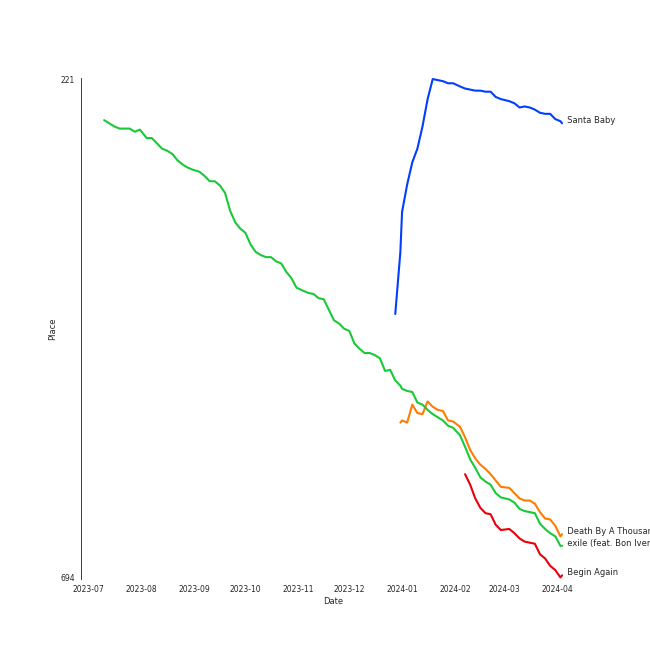 221
Santa Baby
Place
Death By A Thousan
exile (feat. Bon Iver
Begin Again
694
2023-07
2023-08
2023-09
2023-10
2023-11
2023-12
2024-01
2024-02
2024-03
2024-04
Date